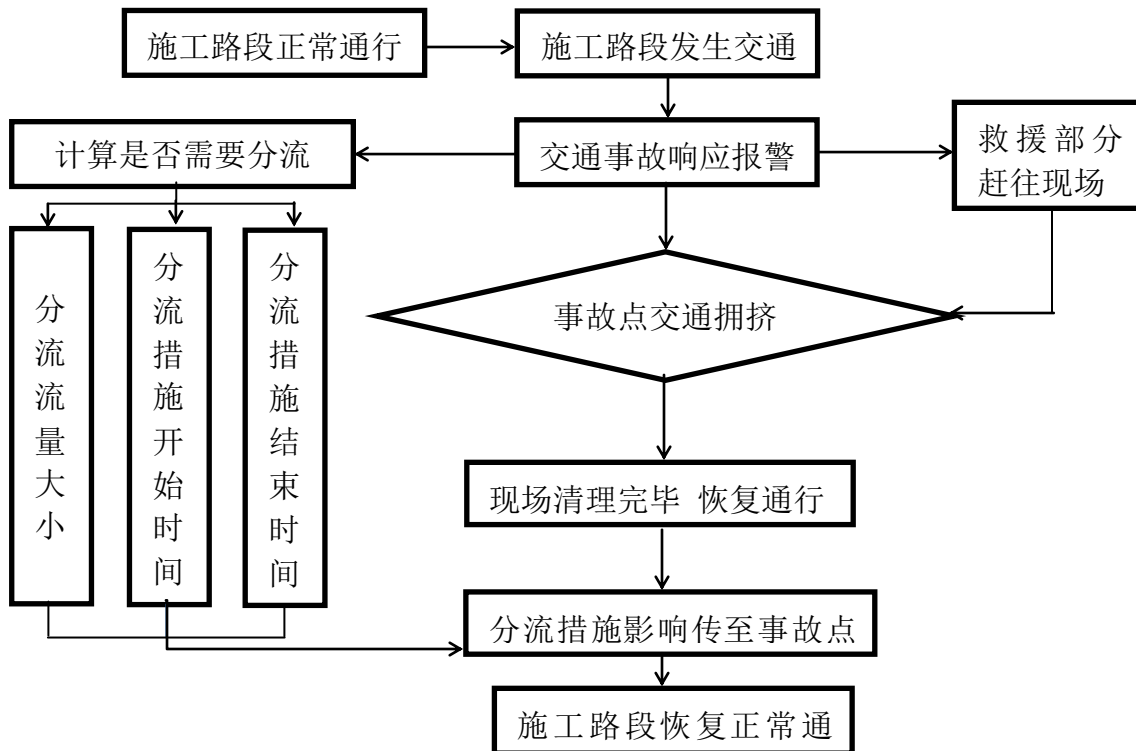 施工路段正常通行
施工路段发生交通
计算是否需要分流
交通事故响应报警
救援部分
赶往现场
分流流量大小
分流措施开始时间
分流措施结束时间
事故点交通拥挤
现场清理完毕 恢复通行
分流措施影响传至事故点
施工路段恢复正常通